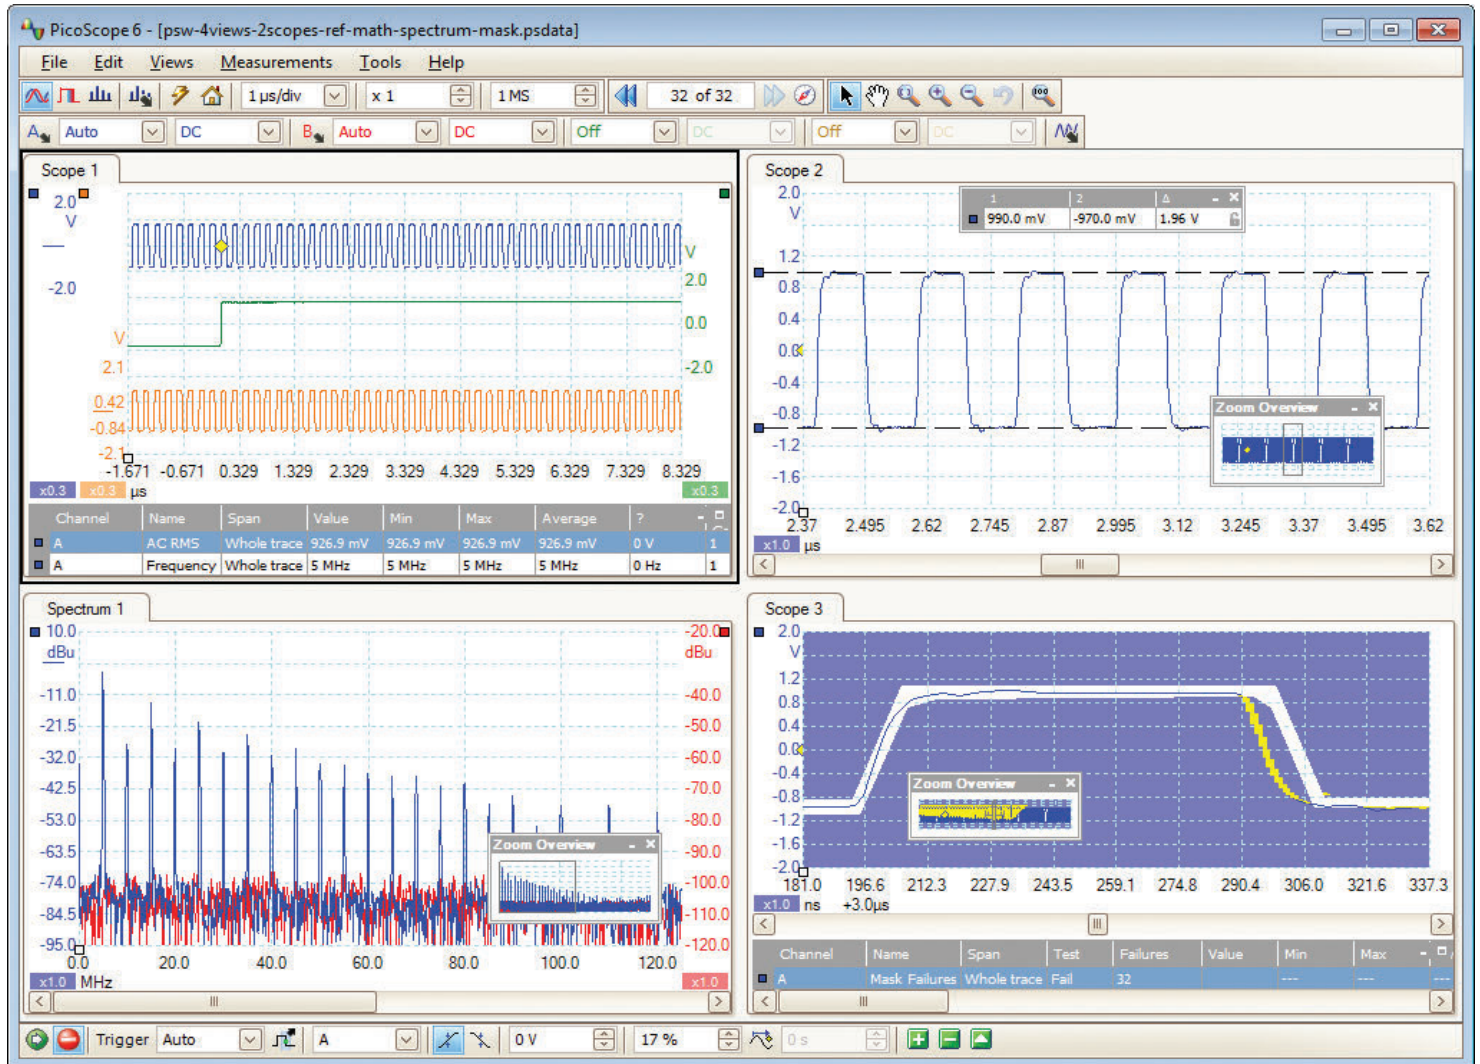 PicoScope 6 - [psw-4views-2scopes-ref-math-spectrum-mask.psdata]
File Edit Views Measurements Tools Help
1 µs/div x 1 1 MS 32 of 32
A Auto DC B Auto DC Off DC Off DC
Scope 1
2.0
V
-2.0
V
2.1
0.42
-0.84
-2.1
V
2.0
0.0
-2.0
-1.671 -0.671 0.329 1.329 2.329 3.329 4.329 5.329 6.329 7.329 8.329
x0.3 x0.3 µs x0.3
Channel Name Span Value Min Max Average ?
A AC RMS Whole trace 926.9 mV 926.9 mV 926.9 mV 926.9 mV 0 V 1
A Frequency Whole trace 5 MHz 5 MHz 5 MHz 5 MHz 0 Hz 1
Scope 2
2.0
V
1.2
0.8
0.4
0.0
-0.4
-0.8
-1.2
-1.6
-2.0
1 2 Δ
990.0 mV -970.0 mV 1.96 V
Zoom Overview
2.37 2.495 2.62 2.745 2.87 2.995 3.12 3.245 3.37 3.495 3.62
x1.0 µs
Spectrum 1
10.0
dBu
-11.0
-21.5
-32.0
-42.5
-53.0
-63.5
-74.0
-84.5
-95.0
-20.0
dBu
-40.0
-50.0
-60.0
-70.0
-80.0
-90.0
-100.0
-110.0
-120.0
Zoom Overview
0.0 20.0 40.0 60.0 80.0 100.0 120.0
x1.0 MHz x1.0
Scope 3
2.0
V
1.2
0.8
0.4
0.0
-0.4
-0.8
-1.2
-1.6
-2.0
Zoom Overview
181.0 196.6 212.3 227.9 243.5 259.1 274.8 290.4 306.0 321.6 337.3
x1.0 ns +3.0µs
Channel Name Span Test Failures Value Min Max
A Mask Failures Whole trace Fail 32 --- --- ---
Trigger Auto A 0 V 17 % 0 s